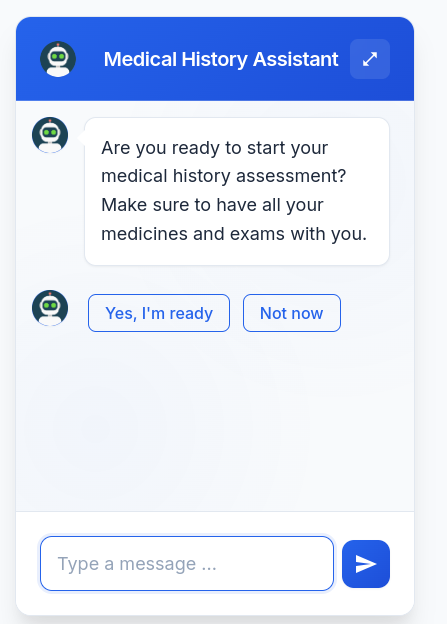 Medical History Assistant
Are you ready to start your
medical history assessment?
Make sure to have all your
medicines and exams with you.
Yes, I'm ready
Not now
Type a message ...